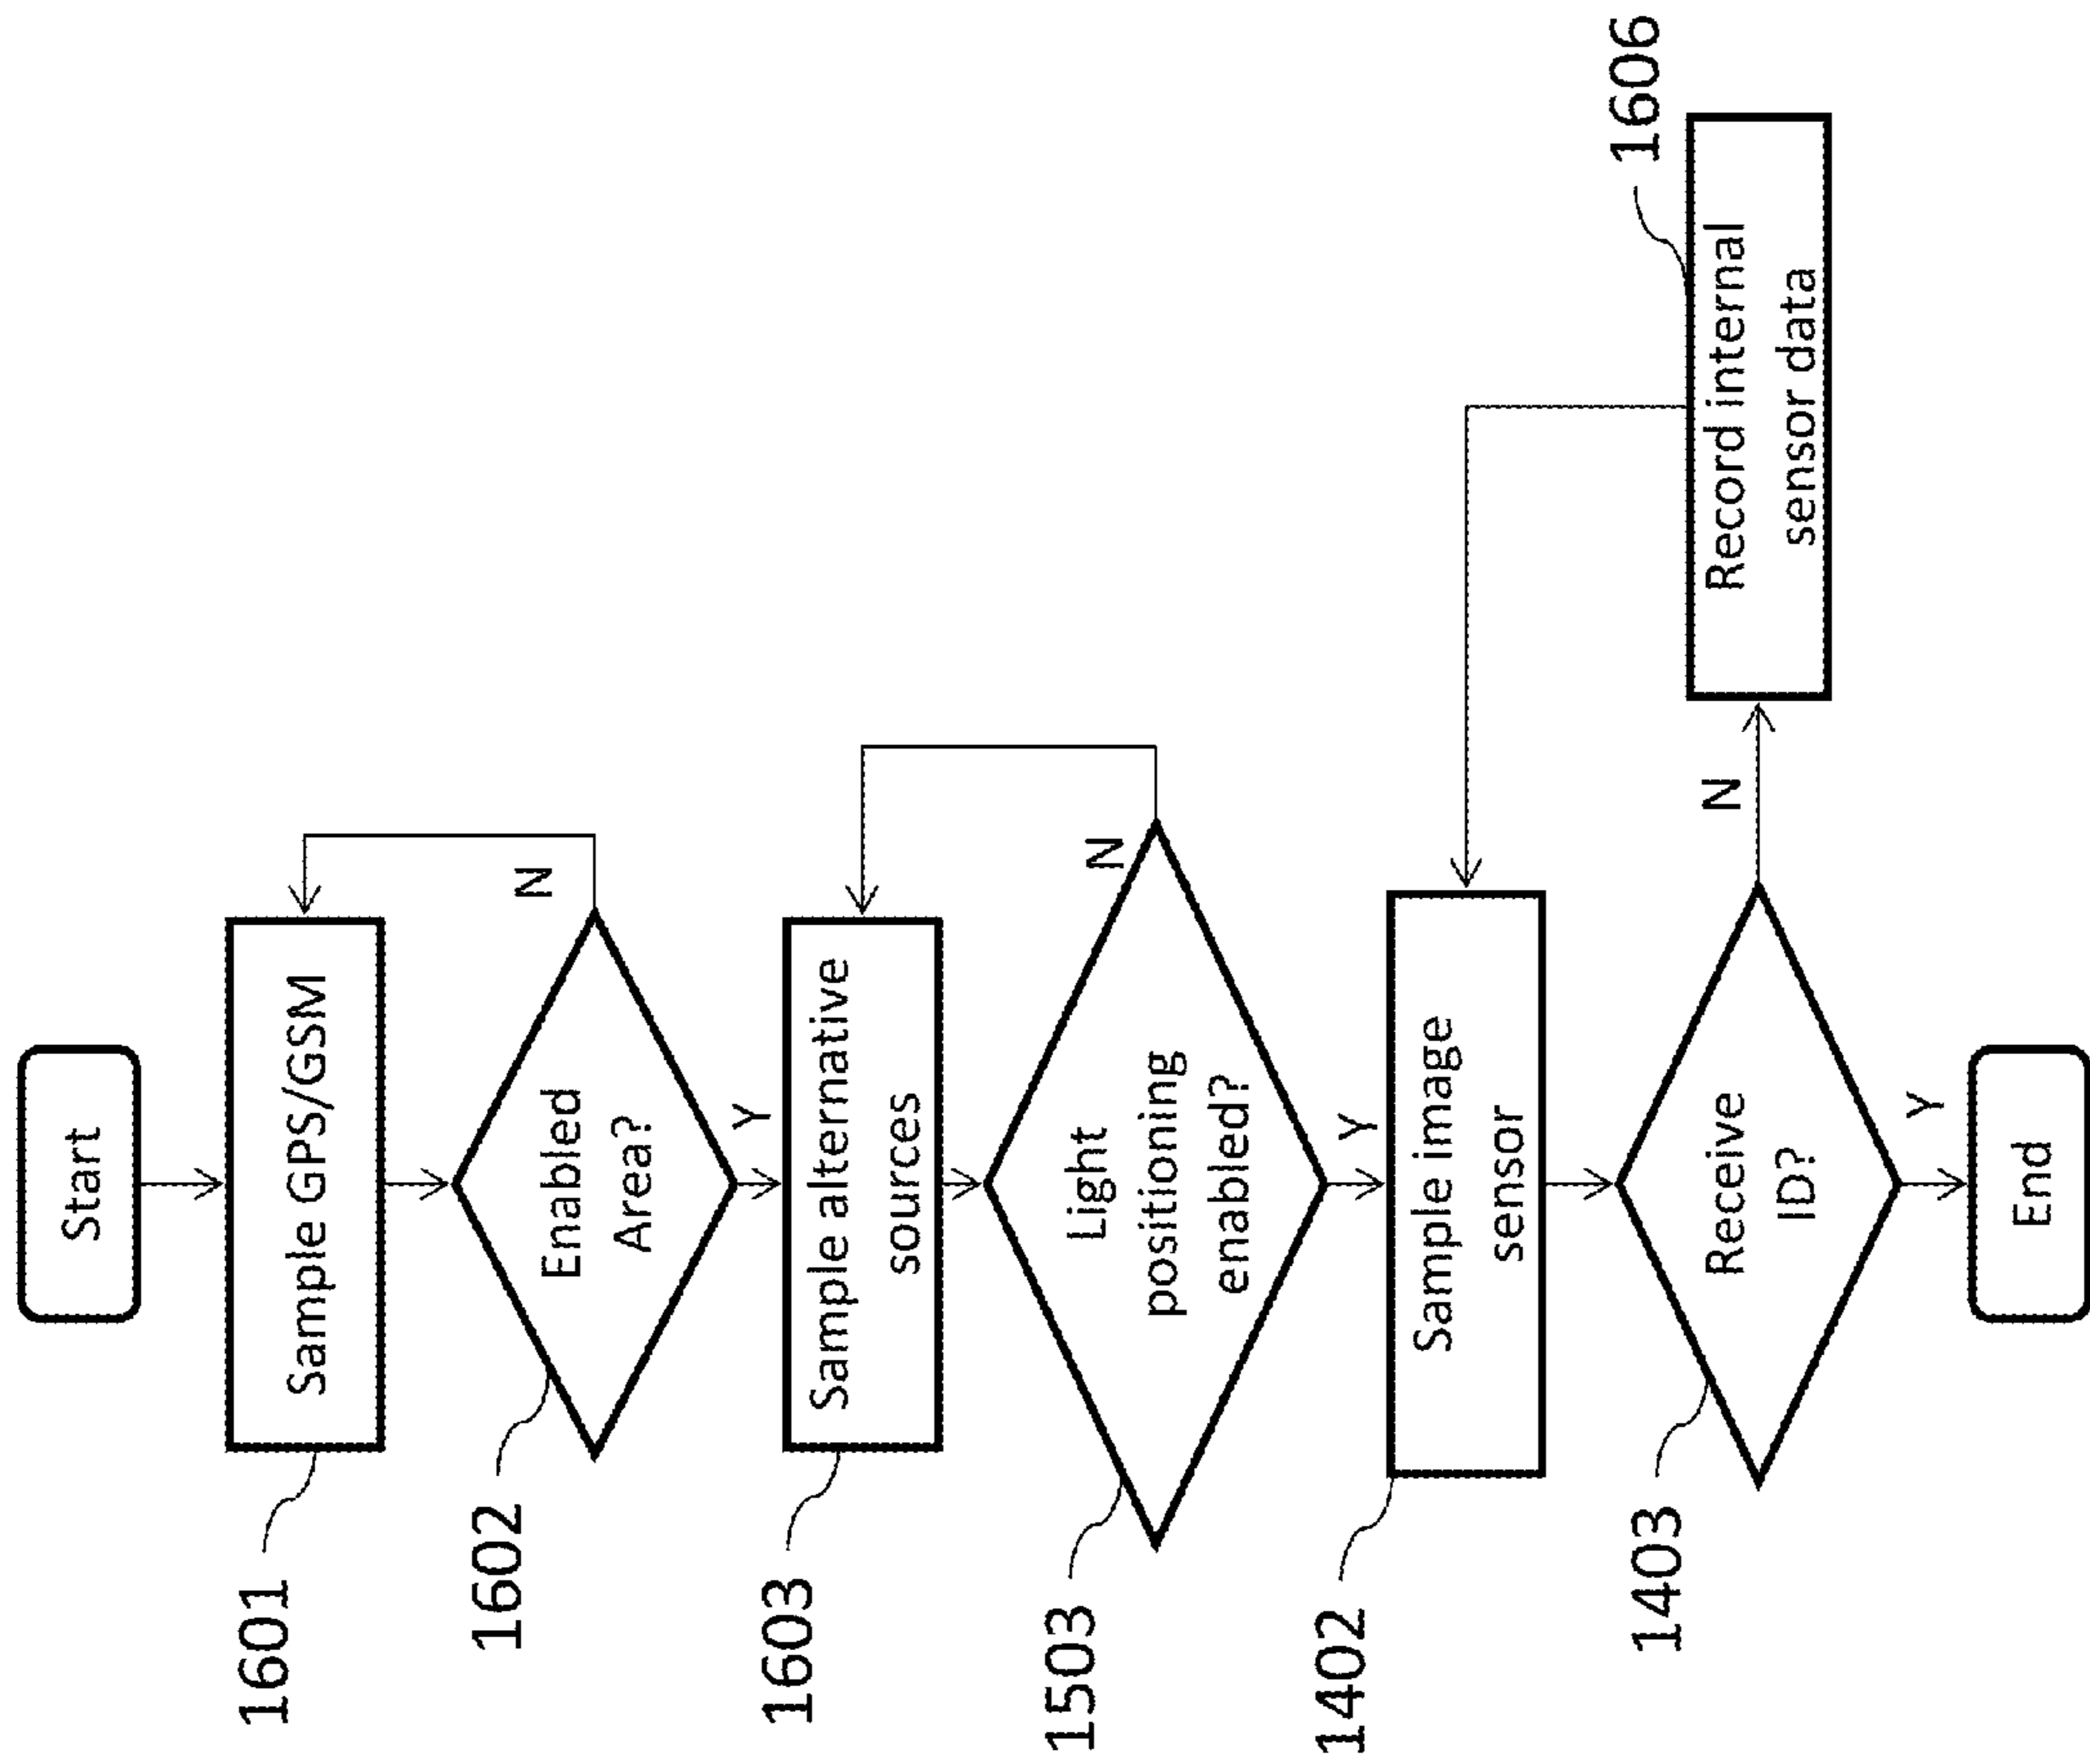 Start
Sample GPS/GSM
1601
Enabled
Area?
1602
N
Y
Sample alternative
sources
1603
Light
positioning
enabled?
1503
N
Y
Sample image
sensor
1402
Receive
ID?
1403
N
Record internal
sensor data
1606
Y
End